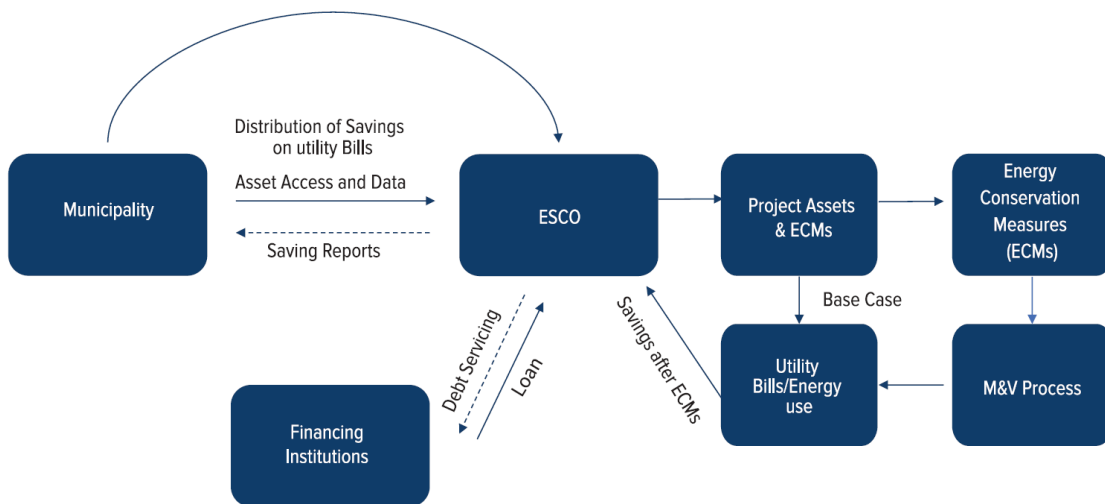 Distribution of Savings
on utility Bills
Municipality
Asset Access and Data
Saving Reports
ESCO
Project Assets
& ECMs
Energy
Conservation
Measures
(ECMs)
Base Case
Debt Servicing
Loan
Savings after ECMs
Utility
Bills/Energy
use
M&V Process
Financing
Institutions